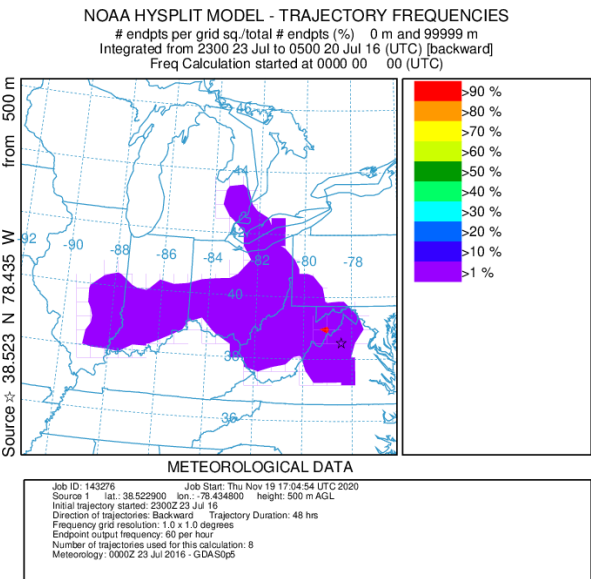 NOAA HYSPLIT MODEL - TRAJECTORY FREQUENCIES
# endpts per grid sq./total # endpts (%)    0 m and 99999 m
Integrated from 2300 23 Jul to 0500 20 Jul 16 (UTC) [backward]
Freq Calculation started at 0000 00    00 (UTC)
Source ☆ 38.523 N 78.435 W    from 500 m
46
44
42
-92
-90
-88
-86
-84
-82
-80
-78
40
38
36
>90 %
>80 %
>70 %
>60 %
>50 %
>40 %
>30 %
>20 %
>10 %
>1 %
METEOROLOGICAL DATA
Job ID: 143276    Job Start: Thu Nov 19 17:04:54 UTC 2020
Source 1    lat.: 38.522900    lon.: -78.434800    height: 500 m AGL
Initial trajectory started: 2300Z 23 Jul 16
Direction of trajectories: Backward    Trajectory Duration: 48 hrs
Frequency grid resolution: 1.0 x 1.0 degrees
Endpoint output frequency: 60 per hour
Number of trajectories used for this calculation: 8
Meteorology: 0000Z 23 Jul 2016 - GDAS0p5